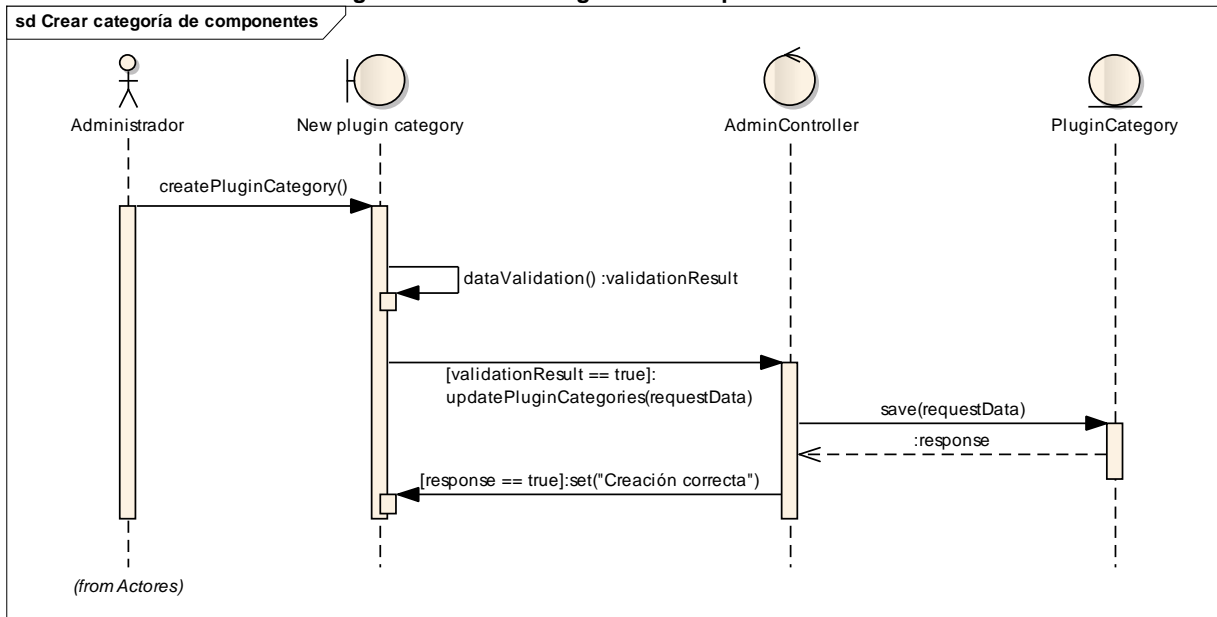 sd Crear categoría de componentes
Administrador
New plugin category
AdminController
PluginCategory
createPluginCategory()
dataValidation() :validationResult
[validationResult == true]:
updatePluginCategories(requestData)
save(requestData)
:response
[response == true]:set("Creación correcta")
(from Actores)